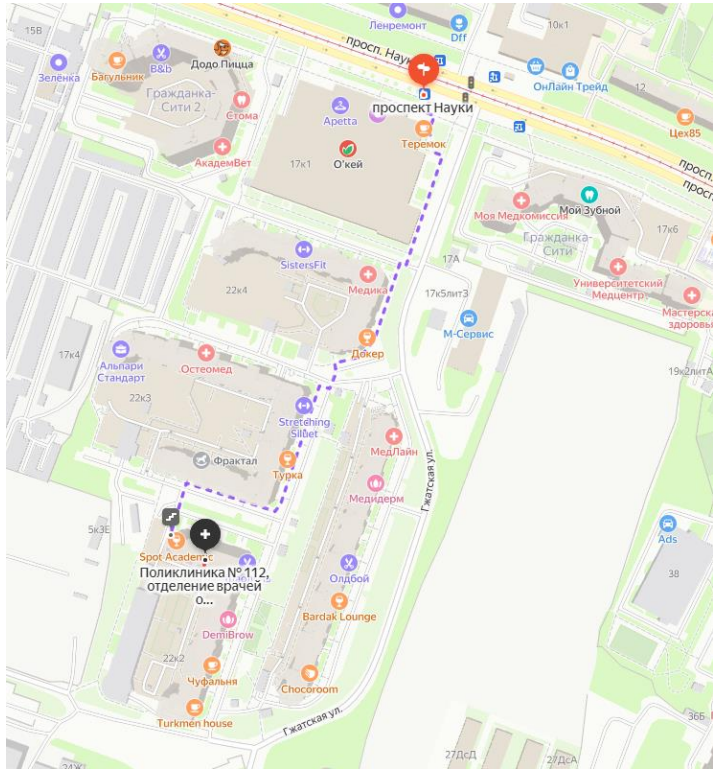 15В
Зелёнка
Багульник
B&b
Додо Пицца
Гражданка-
Сити 2
Стома
АкадемВет
Ленремонт
Dff
10к1
просп. Науки
проспект Науки
ОнЛайн Трейд
12
Цех85
просп.
просп.
Apetta
Теремок
О'кей
17к1
Моя Медкомиссия
Мой Зубной
Гражданка-
Сити
17к6
Университетский
Медцентр
Мастерская
здоровья
17А
17к5лит3
М-Сервис
19к2литА
SistersFit
Медика
22к4
Докер
17к4
Альпари
Стандарт
Остеомед
22к3
Stretching
Siluet
Фрактал
Турка
МедЛайн
Медидерм
Гжатская ул.
5к3Е
Spot Academic
Поликлиника № 112,
отделение врачей
о...
Олдбой
Bardak Lounge
DemiBrow
22к2
Чуфальня
Turkmen house
Chocoroom
Гжатская ул.
Ads
38
36Б
27ДсД
27ДсА
24Ж